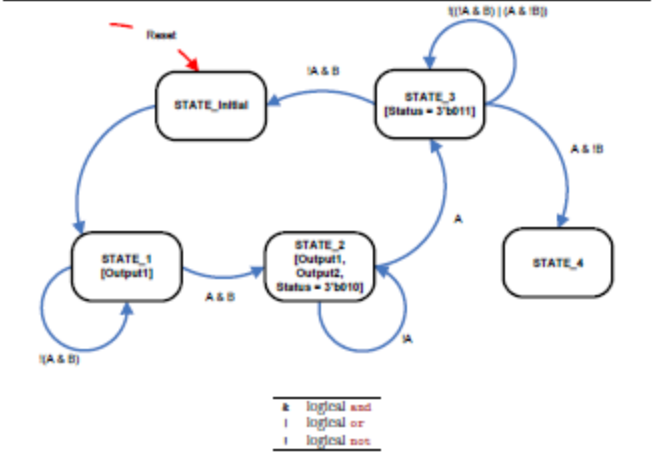 !((!A & B) | (A & !B))
Reset
!A & B
STATE_Initial
STATE_3
[Status = 3'b011]
A & !B
A
STATE_1
[Output1]
STATE_2
[Output1,
Output2,
Status = 3'b010]
STATE_4
A & B
!A
!(A & B)
& logical and
| logical or
! logical not